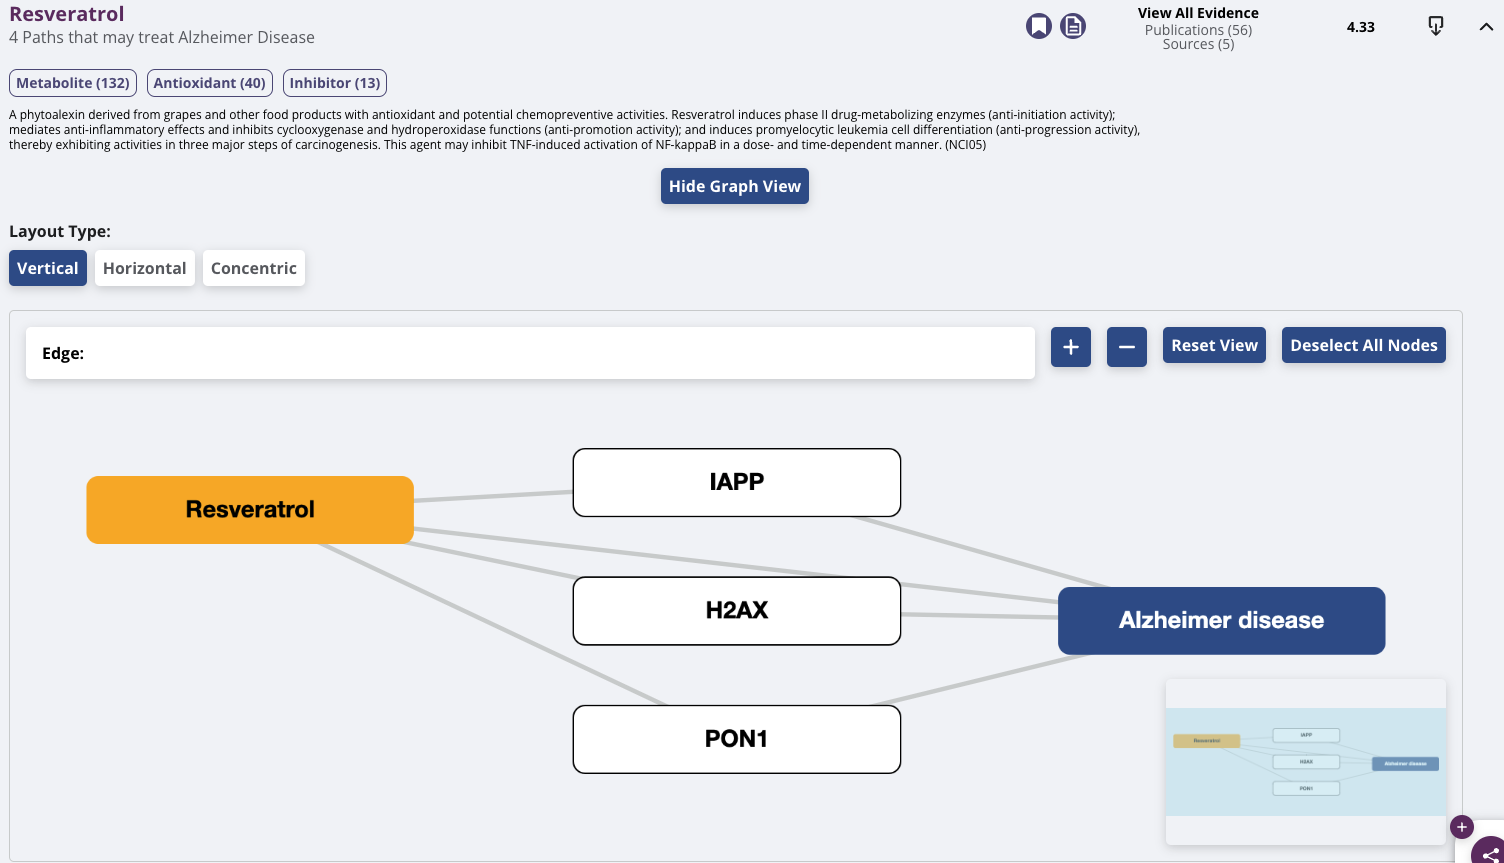 Resveratrol
4 Paths that may treat Alzheimer Disease
View All Evidence
Publications (56)
Sources (5)
4.33
Metabolite (132)
Antioxidant (40)
Inhibitor (13)
A phytoalexin derived from grapes and other food products with antioxidant and potential chemopreventive activities. Resveratrol induces phase II drug-metabolizing enzymes (anti-initiation activity);
mediates anti-inflammatory effects and inhibits cyclooxygenase and hydroperoxidase functions (anti-promotion activity); and induces promyelocytic leukemia cell differentiation (anti-progression activity),
thereby exhibiting activities in three major steps of carcinogenesis. This agent may inhibit TNF-induced activation of NF-kappaB in a dose- and time-dependent manner. (NCI05)
Hide Graph View
Layout Type:
Vertical
Horizontal
Concentric
Edge:
+
−
Reset View
Deselect All Nodes
IAPP
Resveratrol
H2AX
Alzheimer disease
PON1
IAPP
Resveratrol
H2AX
Alzheimer disease
PON1
+